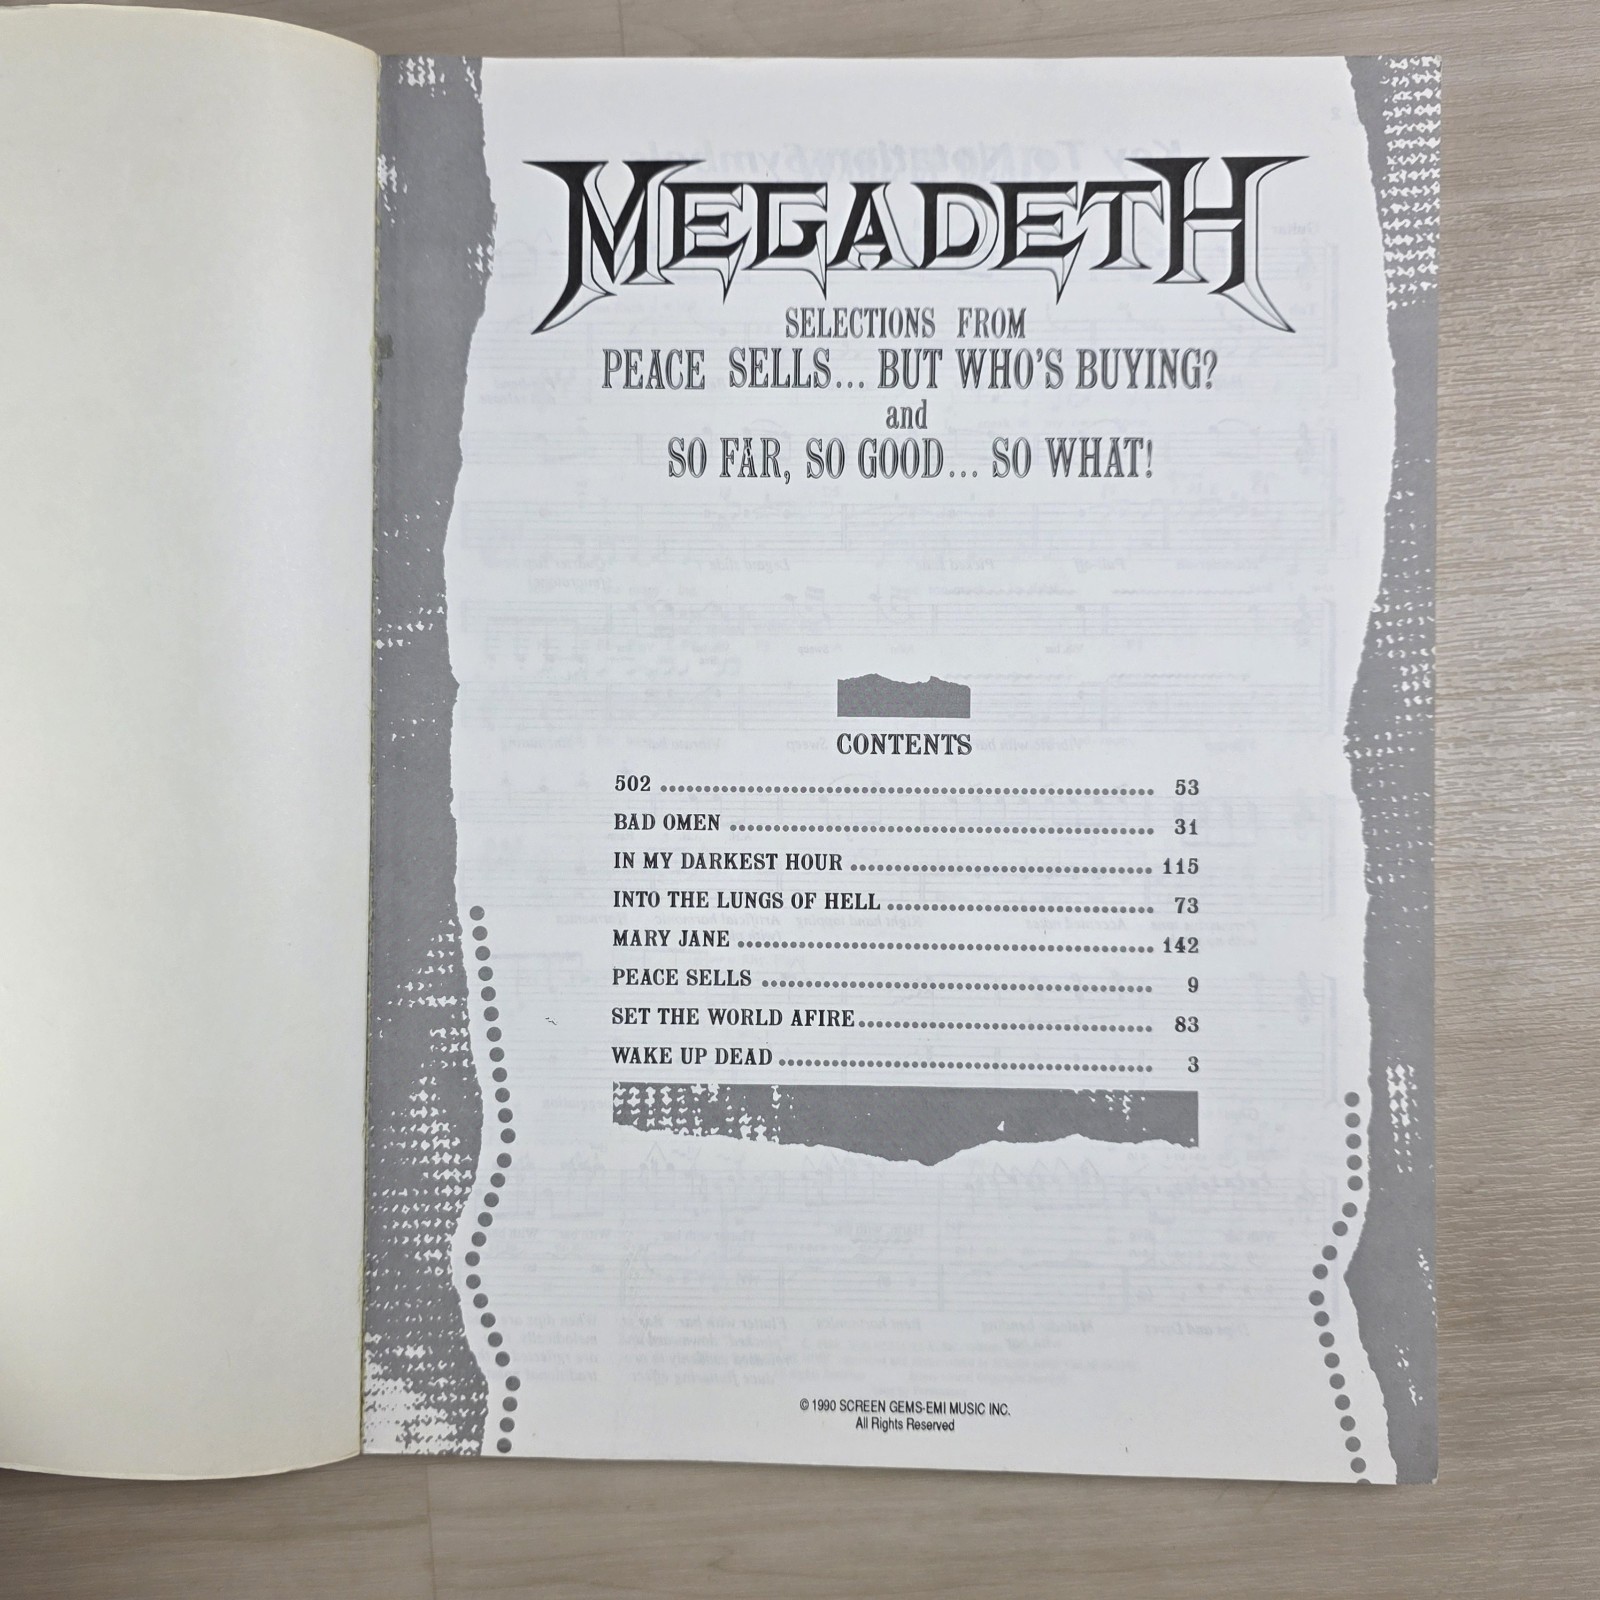 MEGADETH
SELECTIONS FROM
PEACE SELLS... BUT WHO'S BUYING?
and
SO FAR, SO GOOD... SO WHAT!
CONTENTS
502 ........ 53
BAD OMEN ........ 31
IN MY DARKEST HOUR ........ 115
INTO THE LUNGS OF HELL ........ 73
MARY JANE ........ 142
PEACE SELLS ........ 9
SET THE WORLD AFIRE ........ 83
WAKE UP DEAD ........ 3
© 1990 SCREEN GEMS-EMI MUSIC INC.
All Rights Reserved